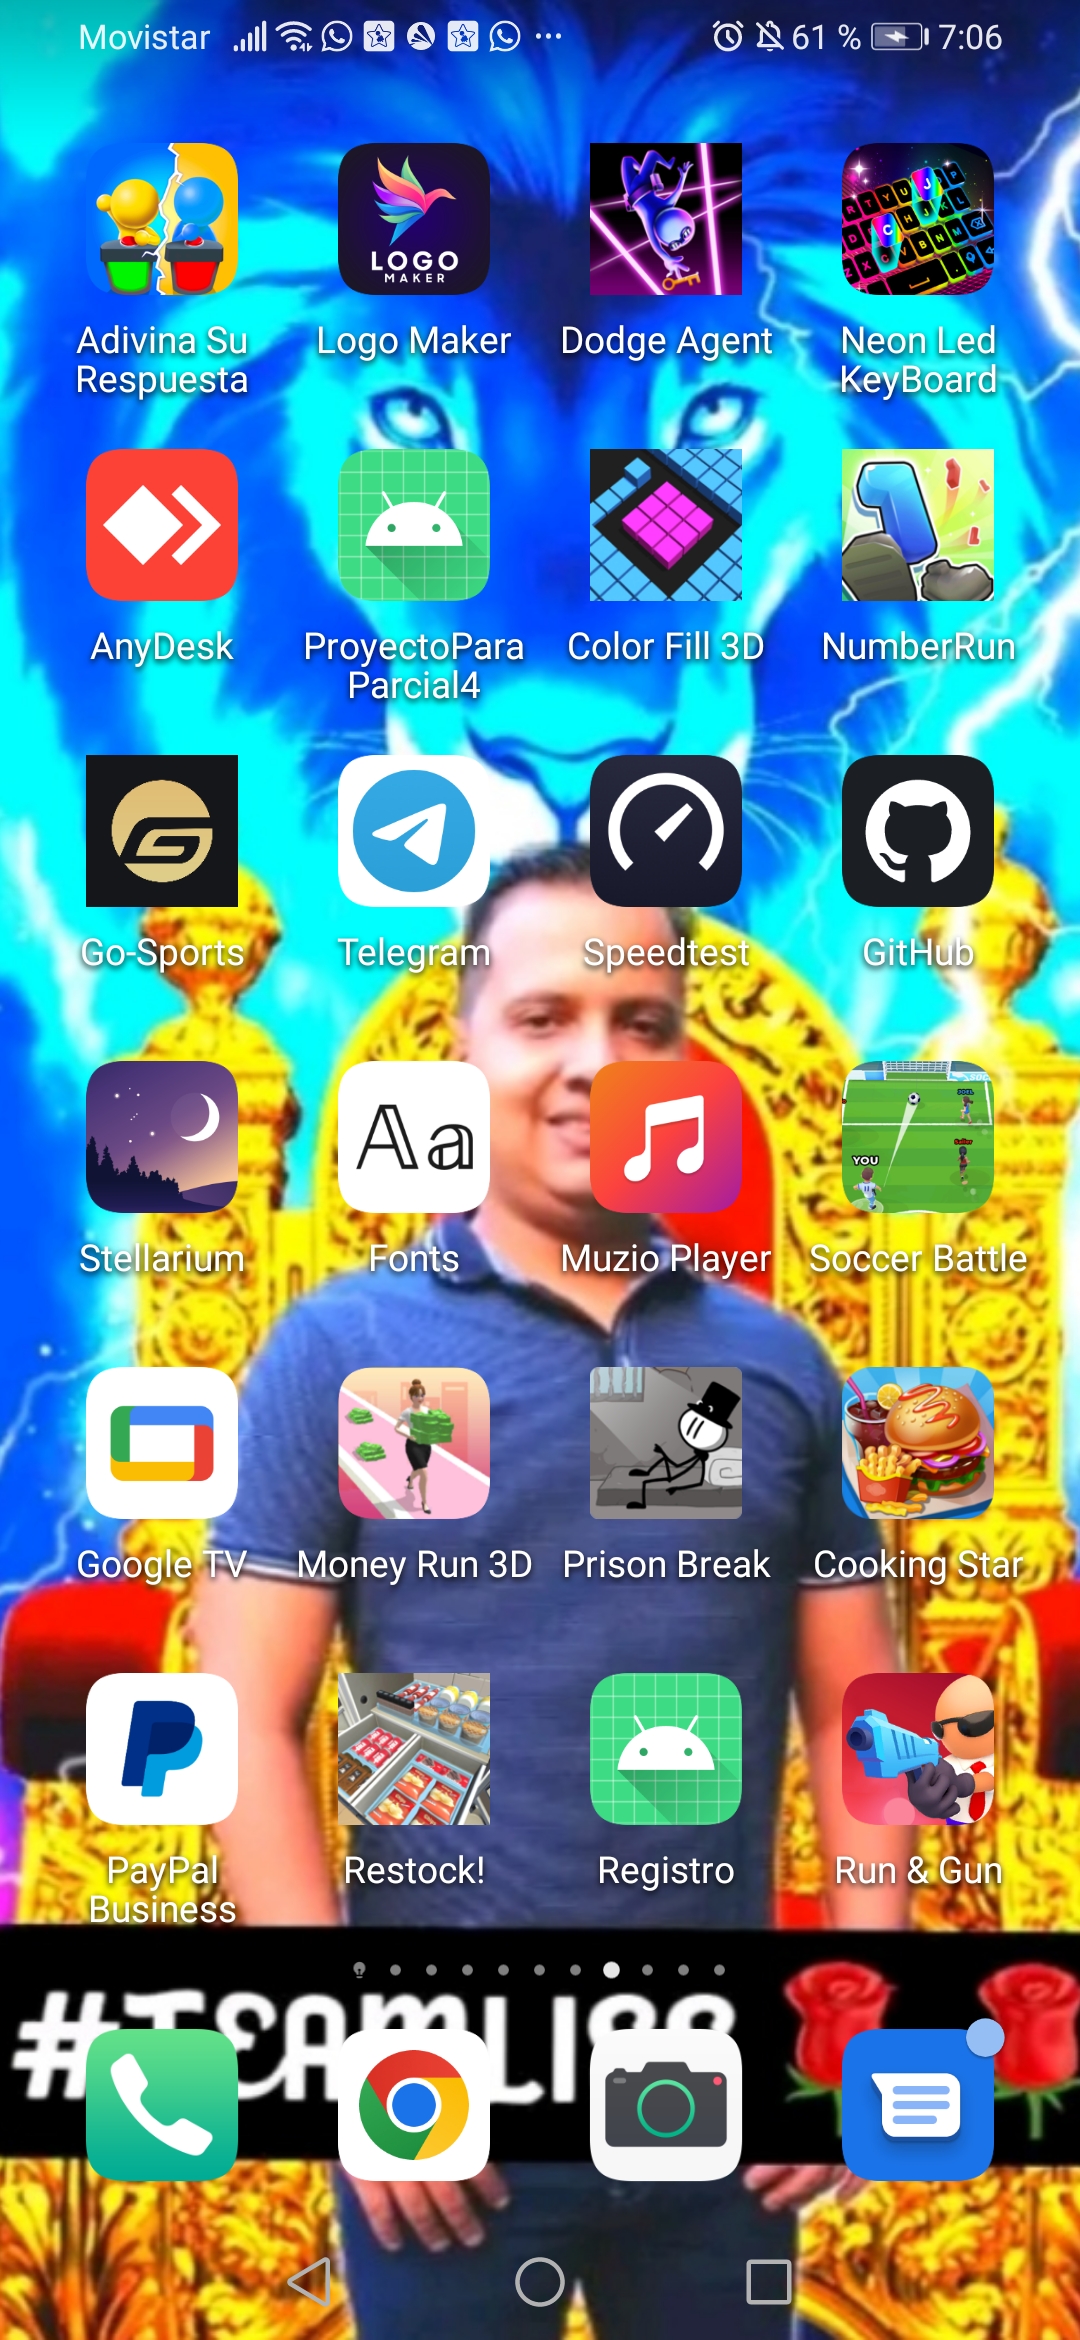 Movistar 61 % 7:06
LOGO
MAKER
Adivina Su Respuesta
Logo Maker
Dodge Agent
Neon Led KeyBoard
AnyDesk
ProyectoPara Parcial4
Color Fill 3D
NumberRun
Go-Sports
Telegram
Speedtest
GitHub
Aa
YOU
Stellarium
Fonts
Muzio Player
Soccer Battle
Google TV
Money Run 3D
Prison Break
Cooking Star
PayPal Business
Restock!
Registro
Run & Gun